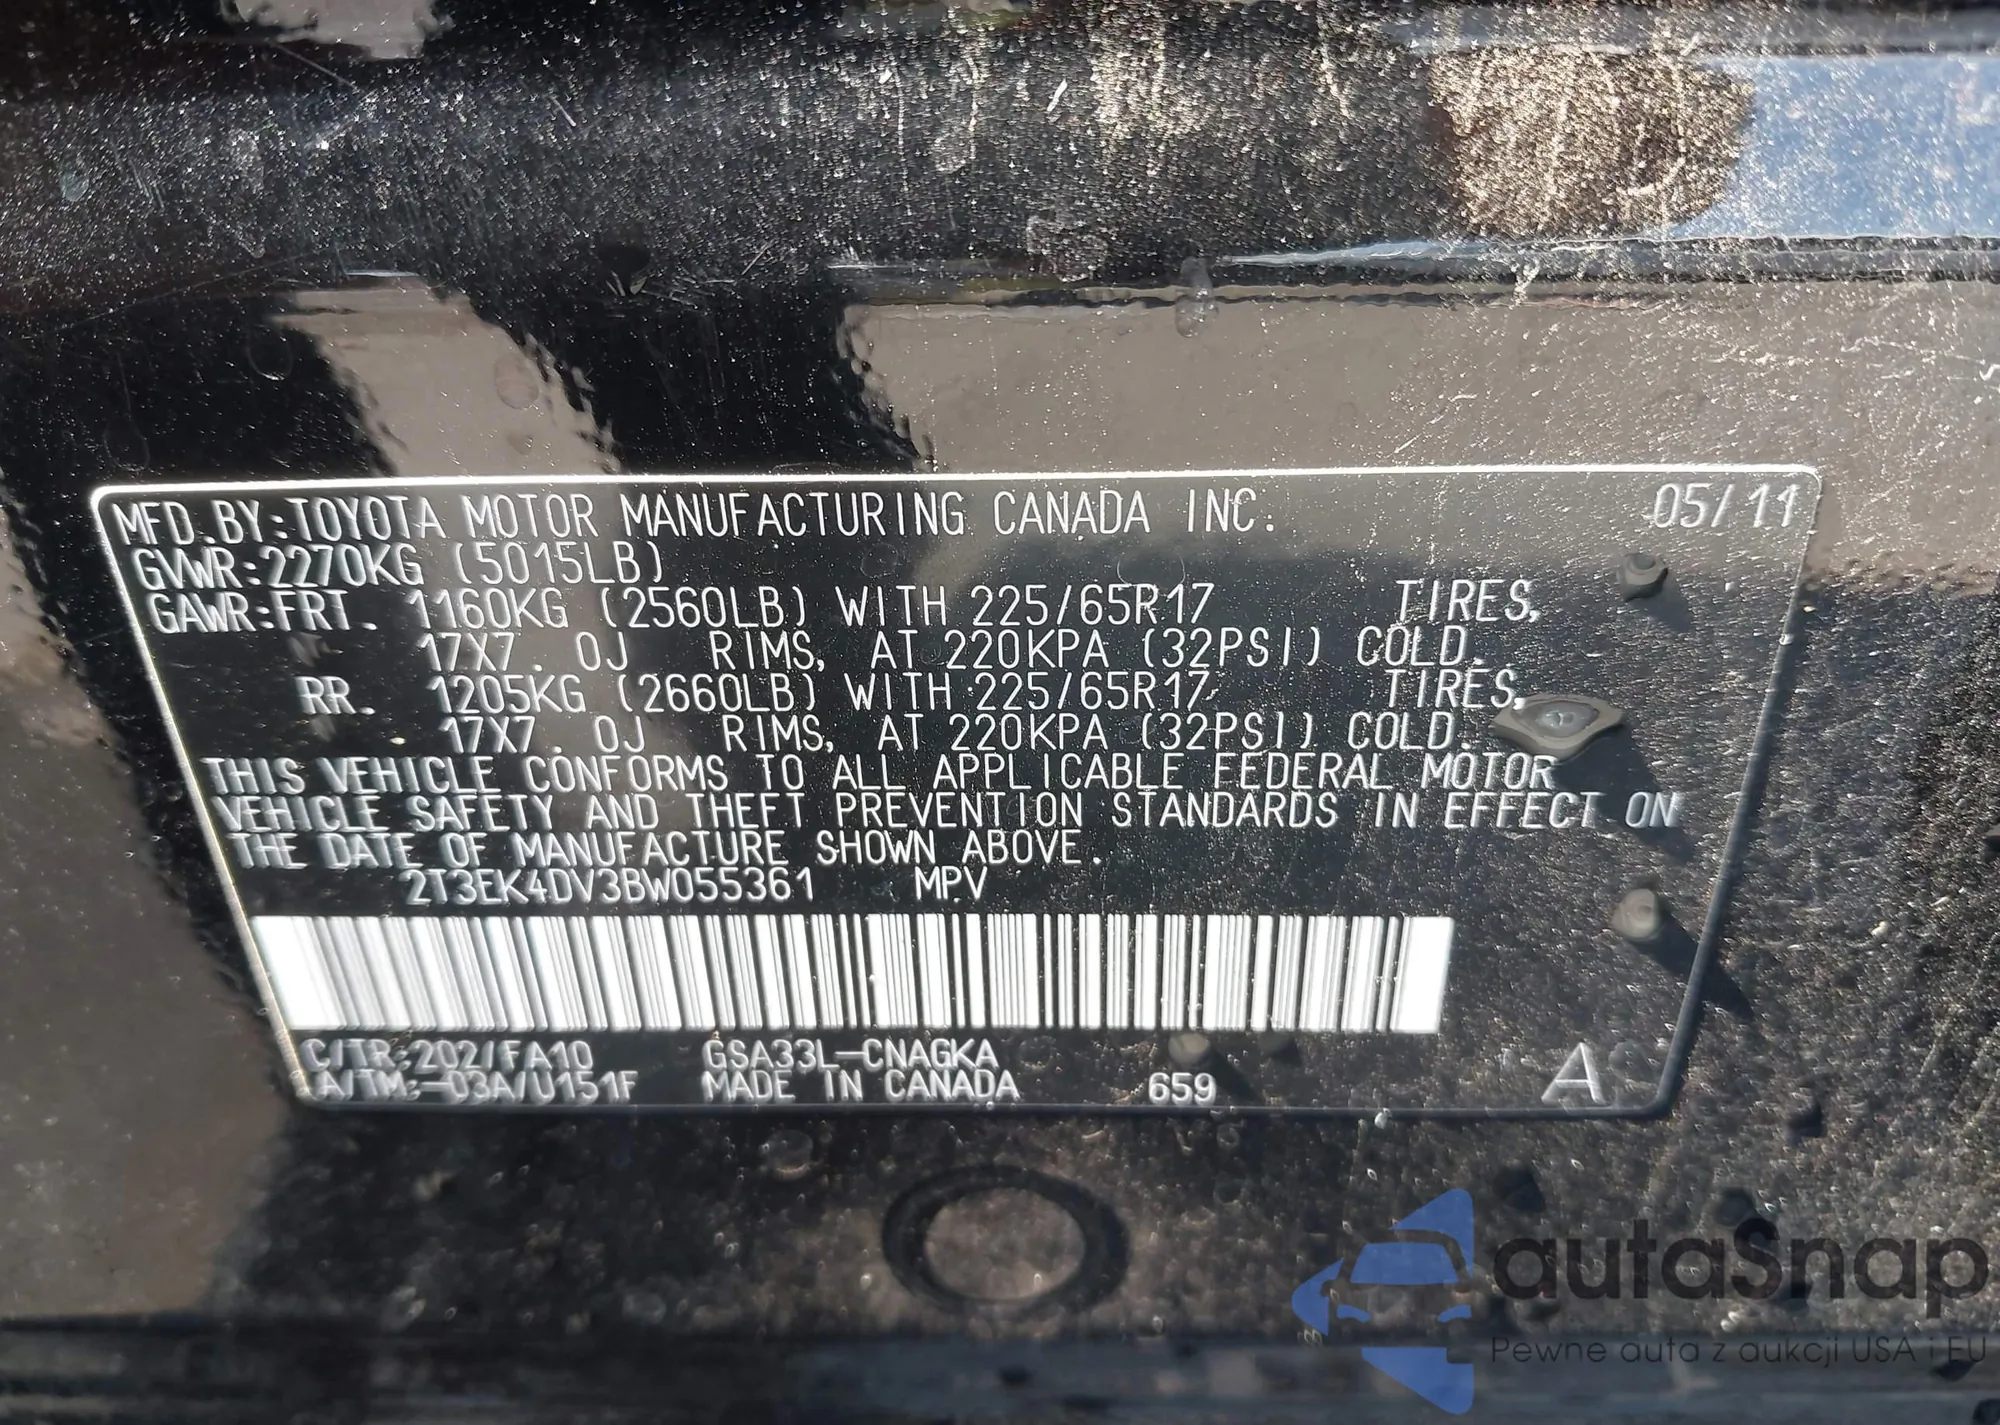 MFD.BY:TOYOTA MOTOR MANUFACTURING CANADA INC. 05/11
GVWR:2270KG (5015LB)
GAWR:FRT. 1160KG (2560LB) WITH 225/65R17 TIRES,
17X7.0J RIMS, AT 220KPA (32PSI) COLD.
RR. 1205KG (2660LB) WITH 225/65R17 TIRES,
17X7.0J RIMS, AT 220KPA (32PSI) COLD.
THIS VEHICLE CONFORMS TO ALL APPLICABLE FEDERAL MOTOR
VEHICLE SAFETY AND THEFT PREVENTION STANDARDS IN EFFECT ON
THE DATE OF MANUFACTURE SHOWN ABOVE.
2T3EK4DV3BW055361 MPV
C/TR:202/FA10 GSA33L-CNAGKA
A/TM:-03A/U151F MADE IN CANADA 659 A
autaSnap
Pewne auta z aukcji USA i EU